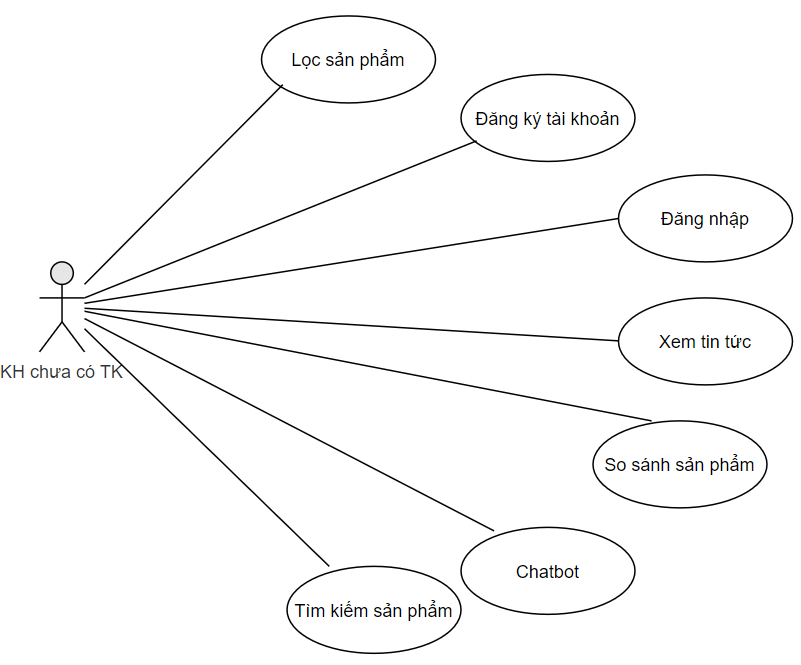 Lọc sản phẩm
Đăng ký tài khoản
Đăng nhập
Xem tin tức
KH chưa có TK
So sánh sản phẩm
Chatbot
Tìm kiếm sản phẩm